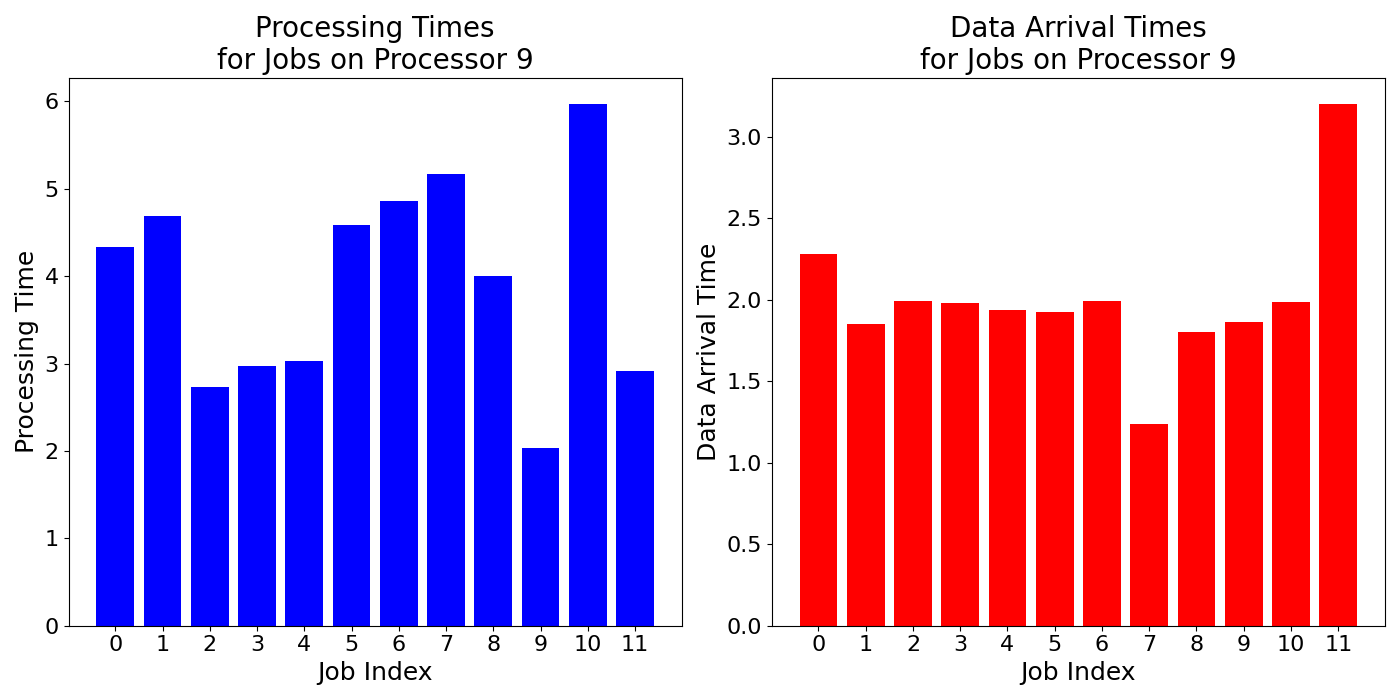 Processing Times
for Jobs on Processor 9
Processing Time
6
5
4
3
2
1
0
0 1 2 3 4 5 6 7 8 9 10 11
Job Index
Data Arrival Times
for Jobs on Processor 9
Data Arrival Time
3.0
2.5
2.0
1.5
1.0
0.5
0.0
0 1 2 3 4 5 6 7 8 9 10 11
Job Index